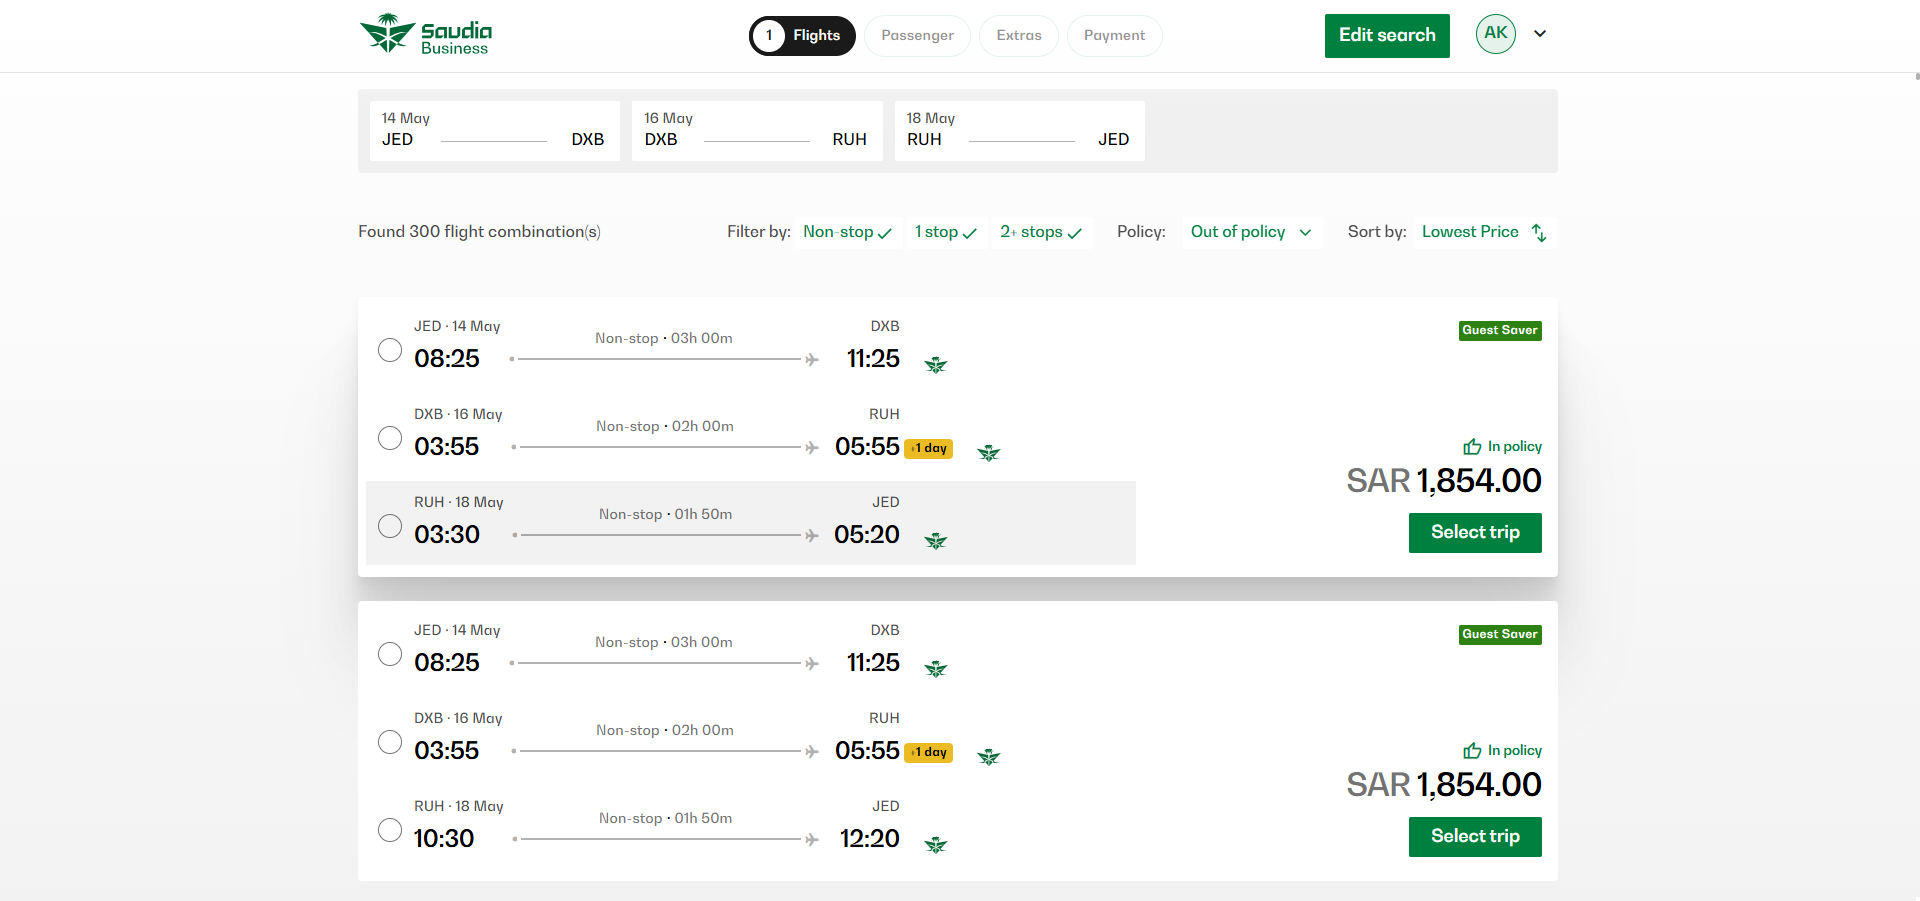 Saudia
Business
1 Flights
Passenger
Extras
Payment
Edit search
AK
14 May
JED DXB
16 May
DXB RUH
18 May
RUH JED
Found 300 flight combination(s)
Filter by: Non-stop 1 stop 2+ stops Policy: Out of policy Sort by: Lowest Price
JED · 14 May
Non-stop · 03h 00m
DXB
08:25
11:25
Guest Saver
DXB · 16 May
Non-stop · 02h 00m
RUH
03:55
05:55 +1 day
RUH · 18 May
Non-stop · 01h 50m
JED
03:30
05:20
In policy
SAR 1,854.00
Select trip
JED · 14 May
Non-stop · 03h 00m
DXB
08:25
11:25
Guest Saver
DXB · 16 May
Non-stop · 02h 00m
RUH
03:55
05:55 +1 day
RUH · 18 May
Non-stop · 01h 50m
JED
10:30
12:20
In policy
SAR 1,854.00
Select trip